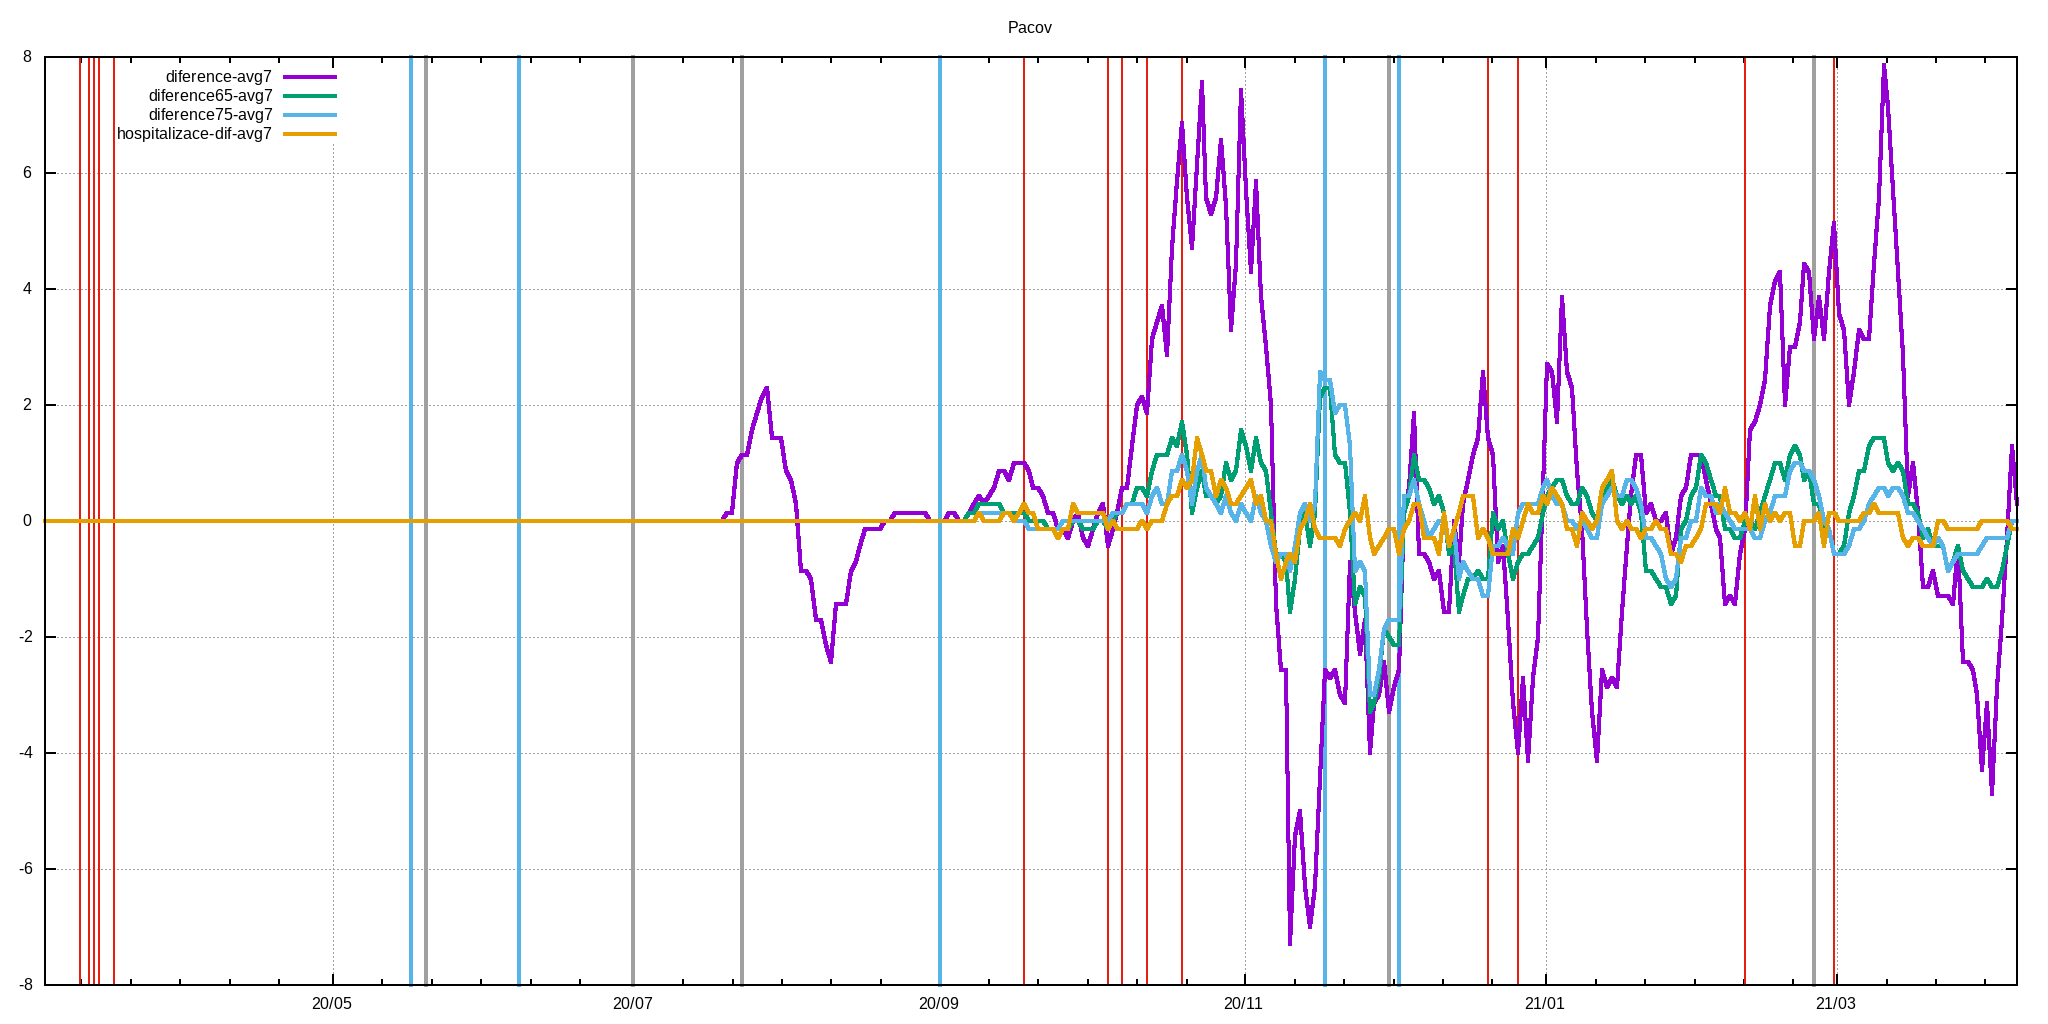 Pacov
diference-avg7
diference65-avg7
diference75-avg7
hospitalizace-dif-avg7
8
6
4
2
0
-2
-4
-6
-8
20/05 20/07 20/09 20/11 21/01 21/03